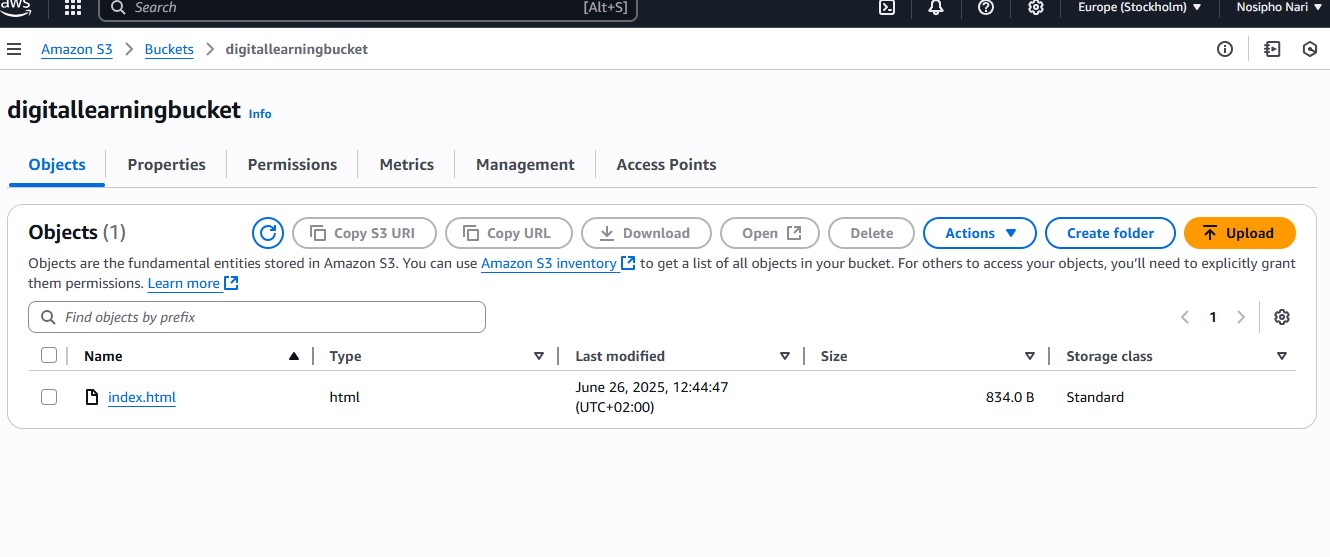 aws
Search [Alt+S] Europe (Stockholm) Nosipho Nari
Amazon S3 Buckets digitallearningbucket
digitallearningbucket Info
Objects Properties Permissions Metrics Management Access Points
Objects (1) Copy S3 URI Copy URL Download Open Delete Actions Create folder Upload
Objects are the fundamental entities stored in Amazon S3. You can use Amazon S3 inventory to get a list of all objects in your bucket. For others to access your objects, you'll need to explicitly grant
them permissions. Learn more
Find objects by prefix 1
Name Type Last modified Size Storage class
index.html html June 26, 2025, 12:44:47 834.0 B Standard
(UTC+02:00)